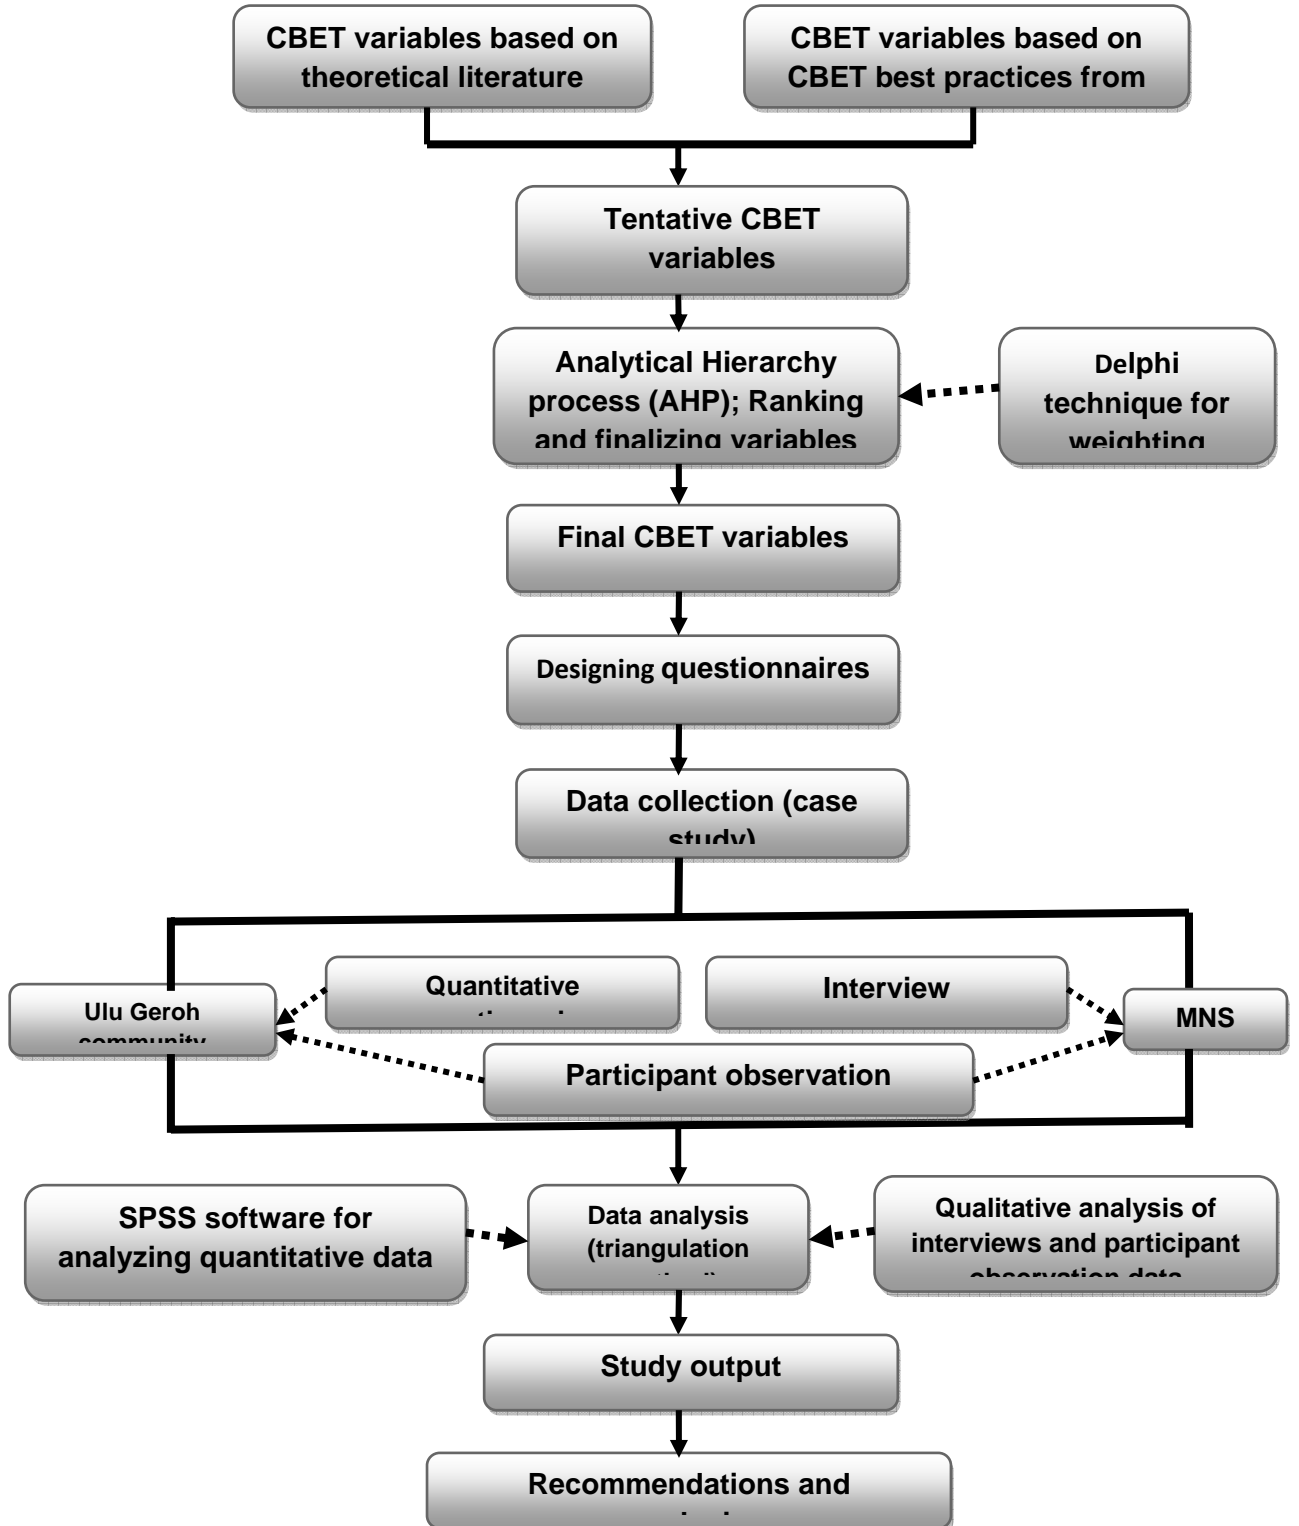 CBET variables based on
theoretical literature
CBET variables based on
CBET best practices from
Tentative CBET
variables
Analytical Hierarchy
process (AHP); Ranking
and finalizing variables
Delphi
technique for
weighting
Final CBET variables
Designing questionnaires
Data collection (case
study)
Quantitative
Interview
Ulu Geroh
community
MNS
Participant observation
SPSS software for
analyzing quantitative data
Data analysis
(triangulation
Qualitative analysis of
interviews and participant
observation data
Study output
Recommendations and